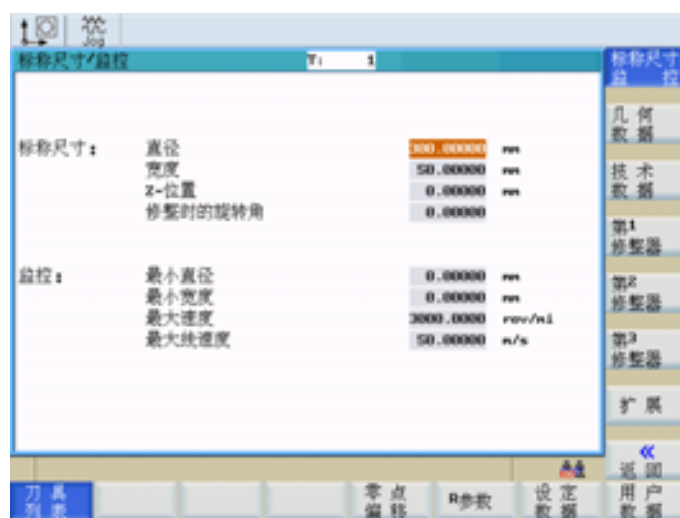 Jog
标称尺寸/监控 T: 1
标称尺寸
监 控
几 何
数 据
标称尺寸: 直径 300.00000 mm
宽度 50.00000 mm
Z-位置 0.00000 mm
修整时的旋转角 0.00000
技 术
数 据
第1
修整器
监控: 最小直径 0.00000 mm
最小宽度 0.00000 mm
最大速度 3000.0000 rev/mi
最大线速度 50.00000 m/s
第2
修整器
第3
修整器
扩 展
«
返 回
刀 具
列 表
零 点
偏 移
R参数
设 定
数 据
用 户
数 据